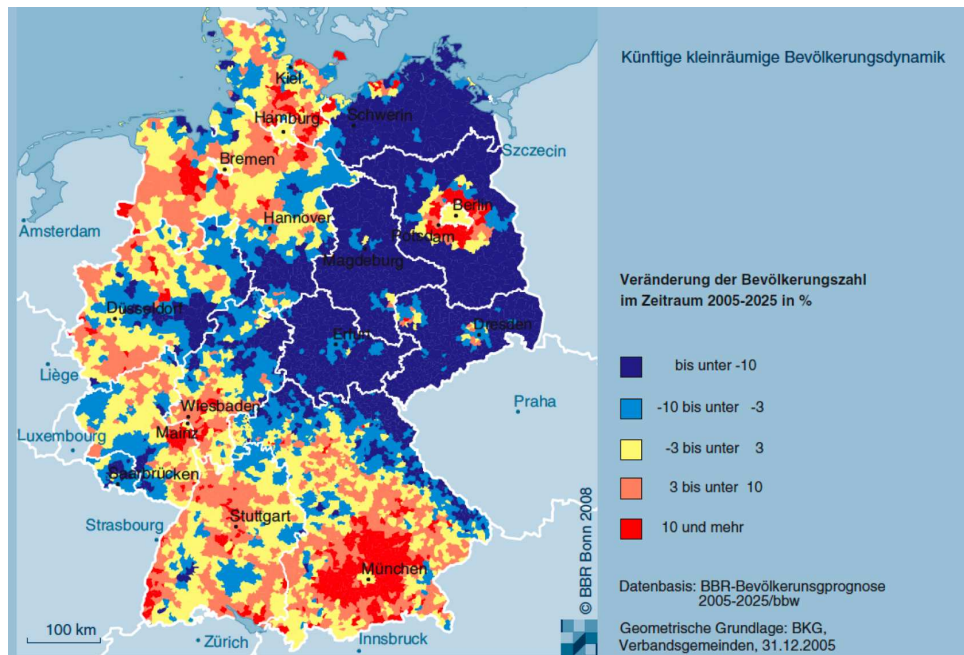 Künftige kleinräumige Bevölkerungsdynamik
Kiel
Hamburg
Schwerin
Szczecin
Bremen
Berlin
Amsterdam
Hannover
Potsdam
Magdeburg
Düsseldorf
Erfurt
Dresden
Liège
Wiesbaden
Praha
Luxembourg
Mainz
Saarbrücken
Strasbourg
Stuttgart
München
100 km
Zürich
Innsbruck
© BBR Bonn 2008
Veränderung der Bevölkerungszahl
im Zeitraum 2005-2025 in %
bis unter -10
-10 bis unter -3
-3 bis unter 3
3 bis unter 10
10 und mehr
Datenbasis: BBR-Bevölkerunsprognose
2005-2025/bbw
Geometrische Grundlage: BKG,
Verbandsgemeinden, 31.12.2005